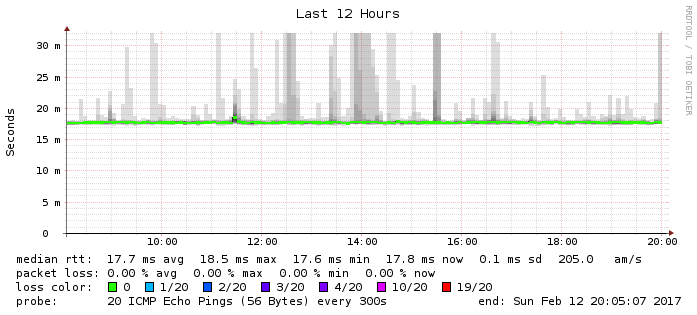 Last 12 Hours
RRDTOOL / TOBI OETIKER
Seconds
30 m
25 m
20 m
15 m
10 m
5 m
0
10:00 12:00 14:00 16:00 18:00 20:00
median rtt: 17.7 ms avg 18.5 ms max 17.6 ms min 17.8 ms now 0.1 ms sd 205.0 am/s
packet loss: 0.00 % avg 0.00 % max 0.00 % min 0.00 % now
loss color: 0 1/20 2/20 3/20 4/20 10/20 19/20
probe: 20 ICMP Echo Pings (56 Bytes) every 300s end: Sun Feb 12 20:05:07 2017